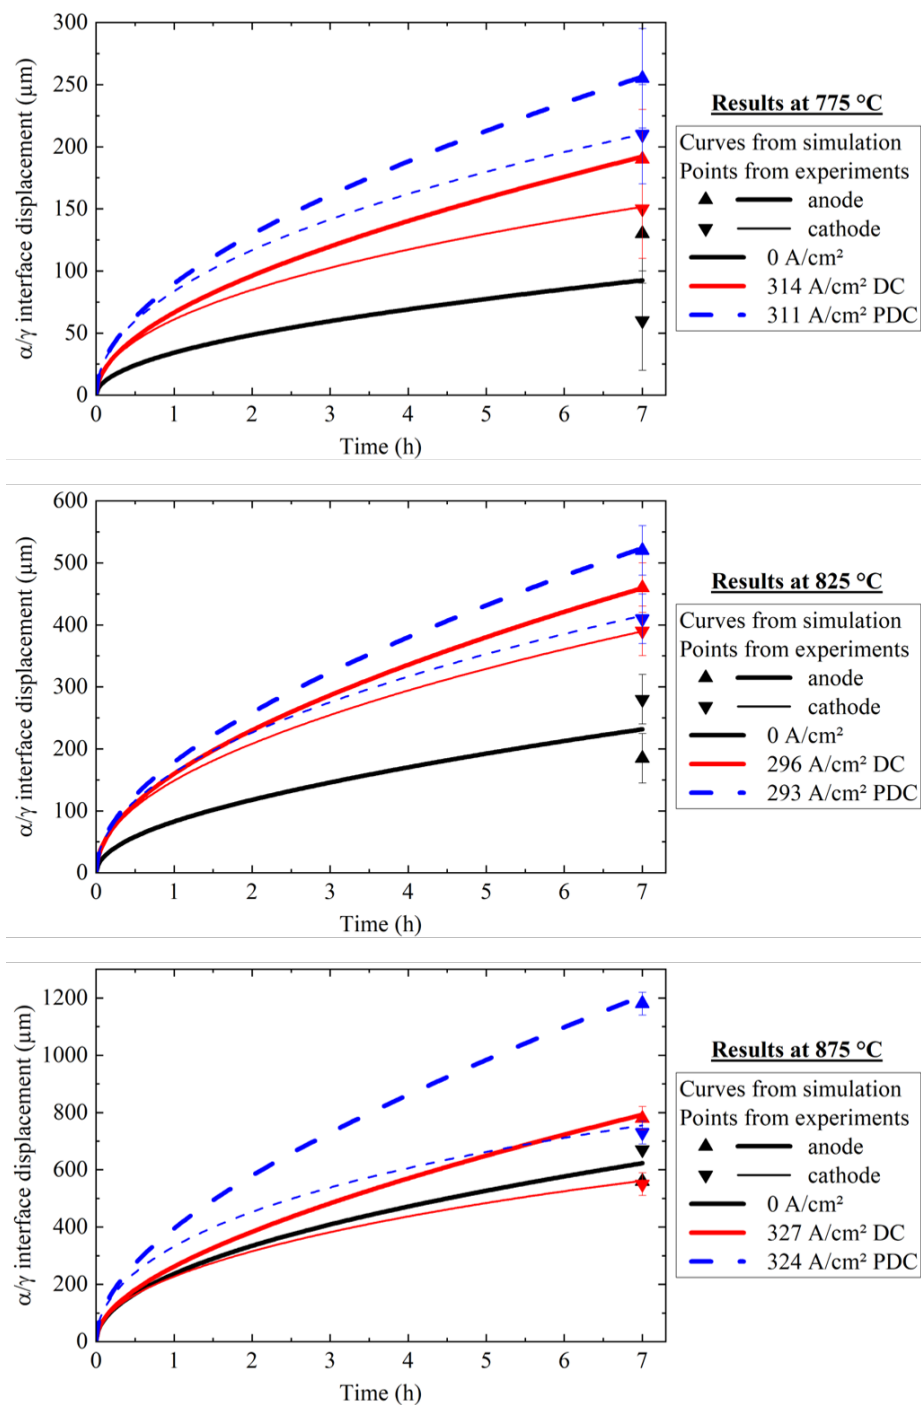 300
250
200
150
100
50
0
α/γ interface displacement (μm)
0 1 2 3 4 5 6 7
Time (h)
Results at 775 °C
Curves from simulation
Points from experiments
anode
cathode
0 A/cm²
314 A/cm² DC
311 A/cm² PDC
600
500
400
300
200
100
0
α/γ interface displacement (μm)
0 1 2 3 4 5 6 7
Time (h)
Results at 825 °C
Curves from simulation
Points from experiments
anode
cathode
0 A/cm²
296 A/cm² DC
293 A/cm² PDC
1200
1000
800
600
400
200
0
α/γ interface displacement (μm)
0 1 2 3 4 5 6 7
Time (h)
Results at 875 °C
Curves from simulation
Points from experiments
anode
cathode
0 A/cm²
327 A/cm² DC
324 A/cm² PDC